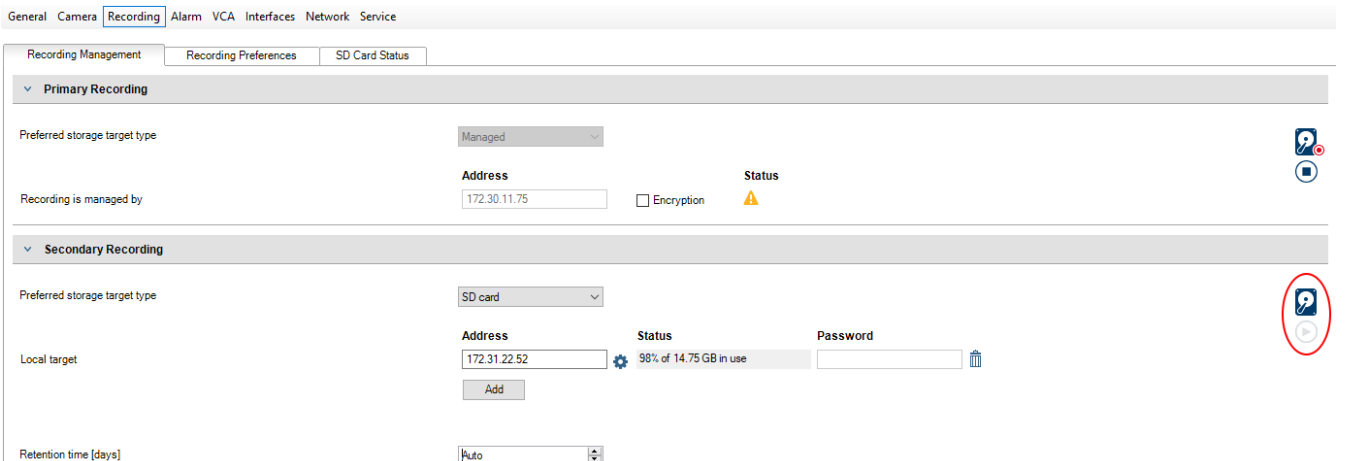 General Camera Recording Alarm VCA Interfaces Network Service
Recording Management Recording Preferences SD Card Status
Primary Recording
Preferred storage target type Managed
Address Status
Recording is managed by 172.30.11.75 Encryption
Secondary Recording
Preferred storage target type SD card
Address Status Password
Local target 172.31.22.52 98% of 14.75 GB in use
Add
Retention time [days] Auto